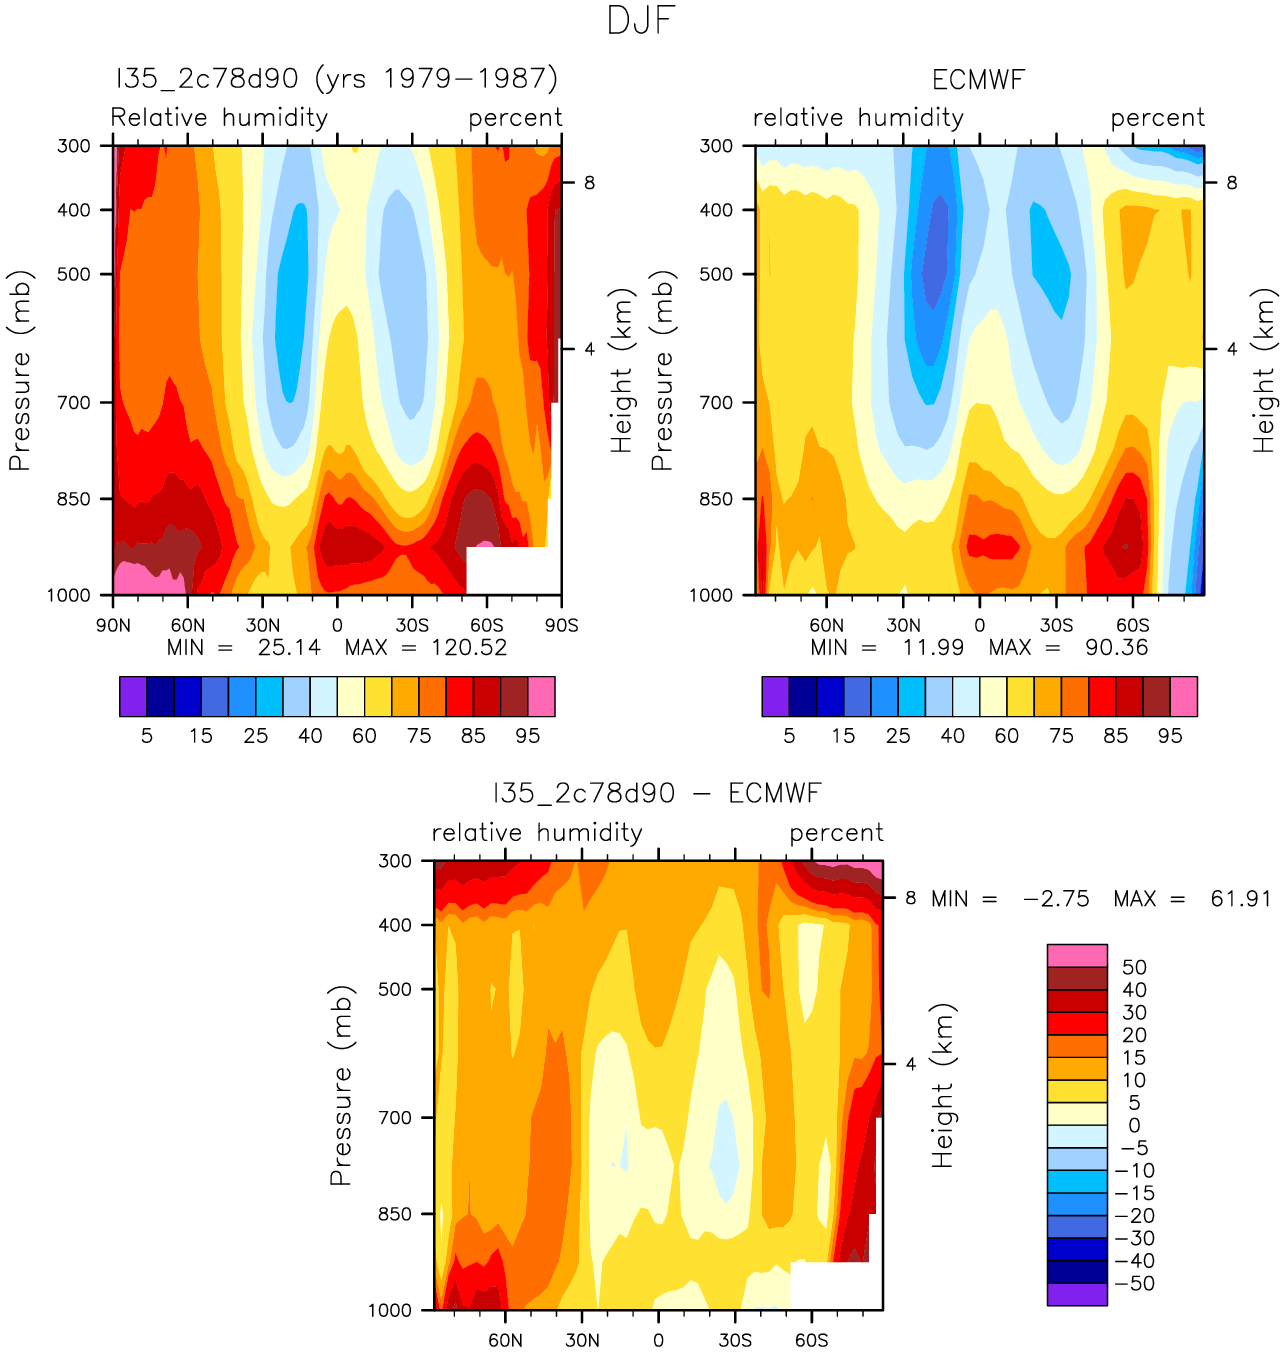 DJF
I35_2c78d90 (yrs 1979-1987)
Relative humidity percent
300
400
500
700
850
1000
8
4
Pressure (mb)
Height (km)
90N 60N 30N 0 30S 60S 90S
MIN = 25.14 MAX = 120.52
5 15 25 40 60 75 85 95
ECMWF
relative humidity percent
300
400
500
700
850
1000
8
4
Pressure (mb)
Height (km)
60N 30N 0 30S 60S
MIN = 11.99 MAX = 90.36
5 15 25 40 60 75 85 95
I35_2c78d90 - ECMWF
relative humidity percent
300
400
500
700
850
1000
8
4
Pressure (mb)
Height (km)
60N 30N 0 30S 60S
MIN = -2.75 MAX = 61.91
50
40
30
20
15
10
5
0
-5
-10
-15
-20
-30
-40
-50